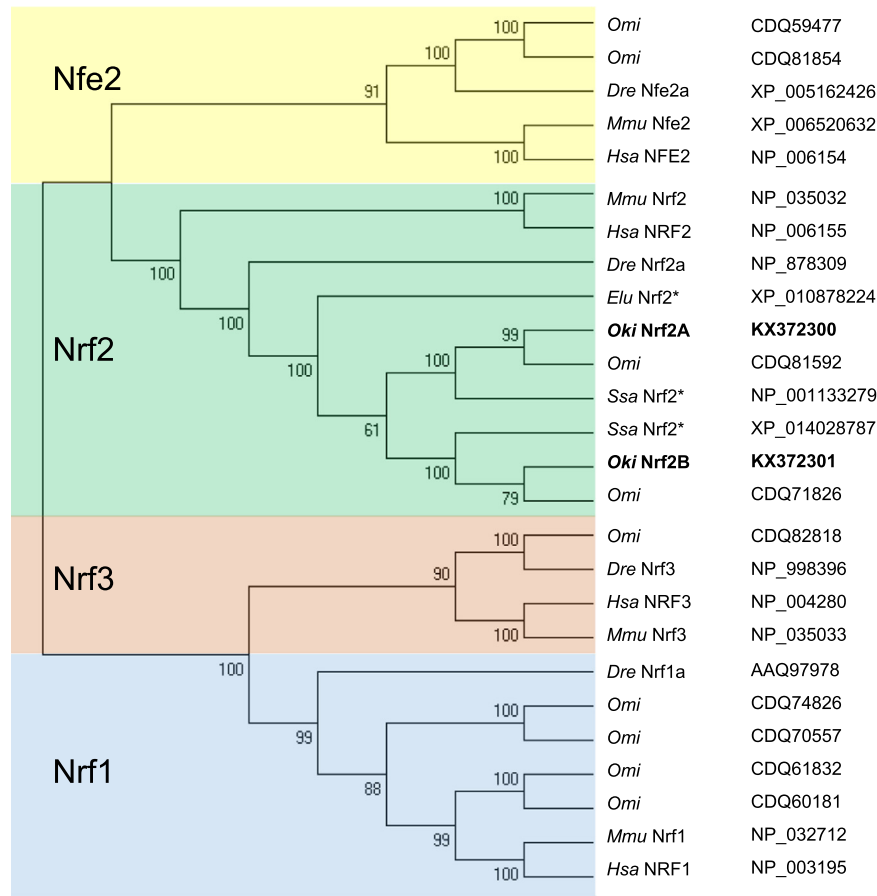 Nfe2
Nrf2
Nrf3
Nrf1
100
100
91
100
100
100
100
100
99
100
61
100
79
100
90
100
100
99
88
100
100
99
100
Omi CDQ59477
Omi CDQ81854
Dre Nfe2a XP_005162426
Mmu Nfe2 XP_006520632
Hsa NFE2 NP_006154
Mmu Nrf2 NP_035032
Hsa NRF2 NP_006155
Dre Nrf2a NP_878309
Elu Nrf2* XP_010878224
Oki Nrf2A KX372300
Omi CDQ81592
Ssa Nrf2* NP_001133279
Ssa Nrf2* XP_014028787
Oki Nrf2B KX372301
Omi CDQ71826
Omi CDQ82818
Dre Nrf3 NP_998396
Hsa NRF3 NP_004280
Mmu Nrf3 NP_035033
Dre Nrf1a AAQ97978
Omi CDQ74826
Omi CDQ70557
Omi CDQ61832
Omi CDQ60181
Mmu Nrf1 NP_032712
Hsa NRF1 NP_003195